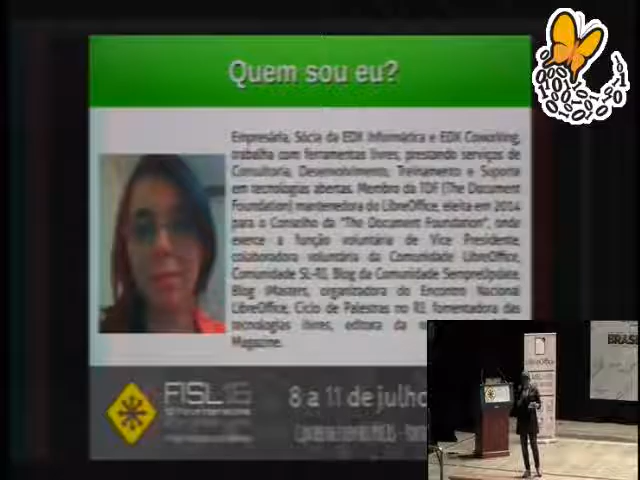 Quem sou eu?
Empresária, Sócia da EDX Informática e EDX Coworking,
trabalha com ferramentas livres, prestando serviços de
Consultoria, Desenvolvimento, Treinamento e Suporte
em tecnologias abertas. Membro da TDF (The Document
Foundation) mantenedora do LibreOffice, eleita em 2014
para o Conselho da "The Document Foundation", onde
exerce a função voluntária de Vice Presidente,
colaboradora voluntária da Comunidade LibreOffice,
Comunidade SL-RJ, Blog da Comunidade SempreUpdate,
Blog IMasters, organizadora do Encontro Nacional
LibreOffice, Ciclo de Palestras no RJ, fomentadora das
tecnologias livres, editora da
Magazine.
FISL16
8 a 11 de julho
LibreOffice
BRAS